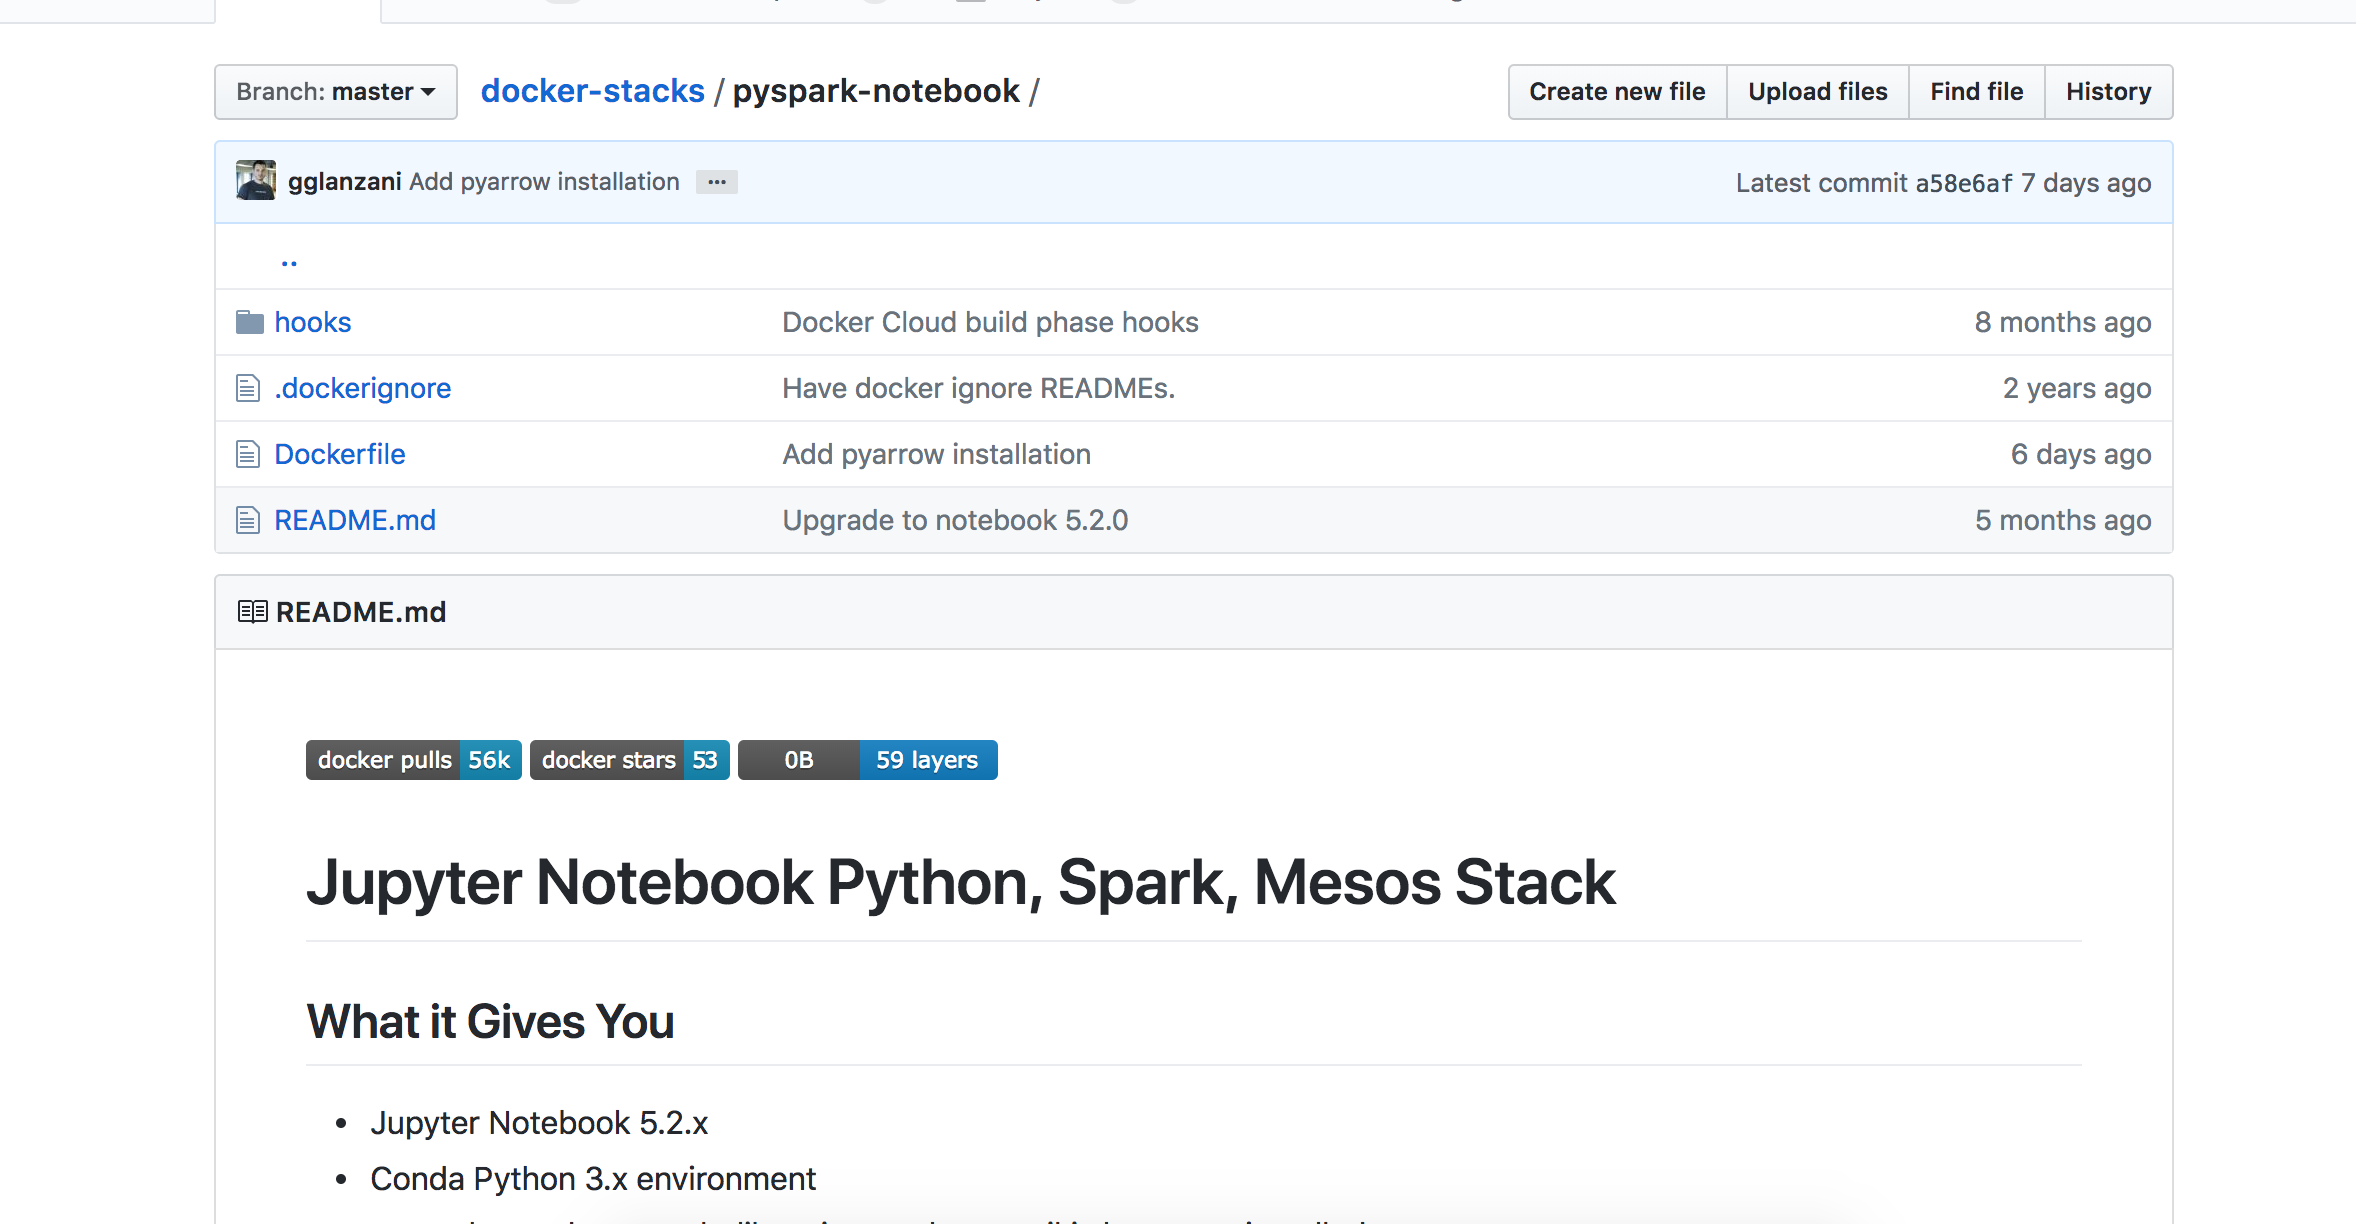 Branch: master docker-stacks / pyspark-notebook / Create new file Upload files Find file History
gglanzani Add pyarrow installation ... Latest commit a58e6af 7 days ago
..
hooks Docker Cloud build phase hooks 8 months ago
.dockerignore Have docker ignore READMEs. 2 years ago
Dockerfile Add pyarrow installation 6 days ago
README.md Upgrade to notebook 5.2.0 5 months ago
README.md
docker pulls 56k docker stars 53 0B 59 layers
Jupyter Notebook Python, Spark, Mesos Stack
What it Gives You
• Jupyter Notebook 5.2.x
• Conda Python 3.x environment